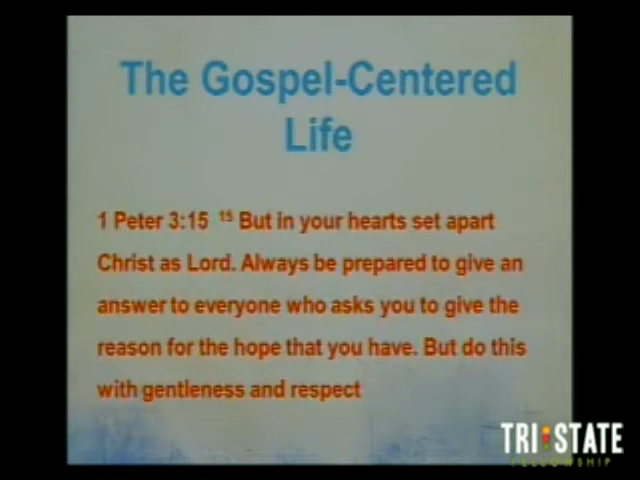 The Gospel-Centered
Life
1 Peter 3:15 15 But in your hearts set apart
Christ as Lord. Always be prepared to give an
answer to everyone who asks you to give the
reason for the hope that you have. But do this
with gentleness and respect
TRI STATE
FELLOWSHIP